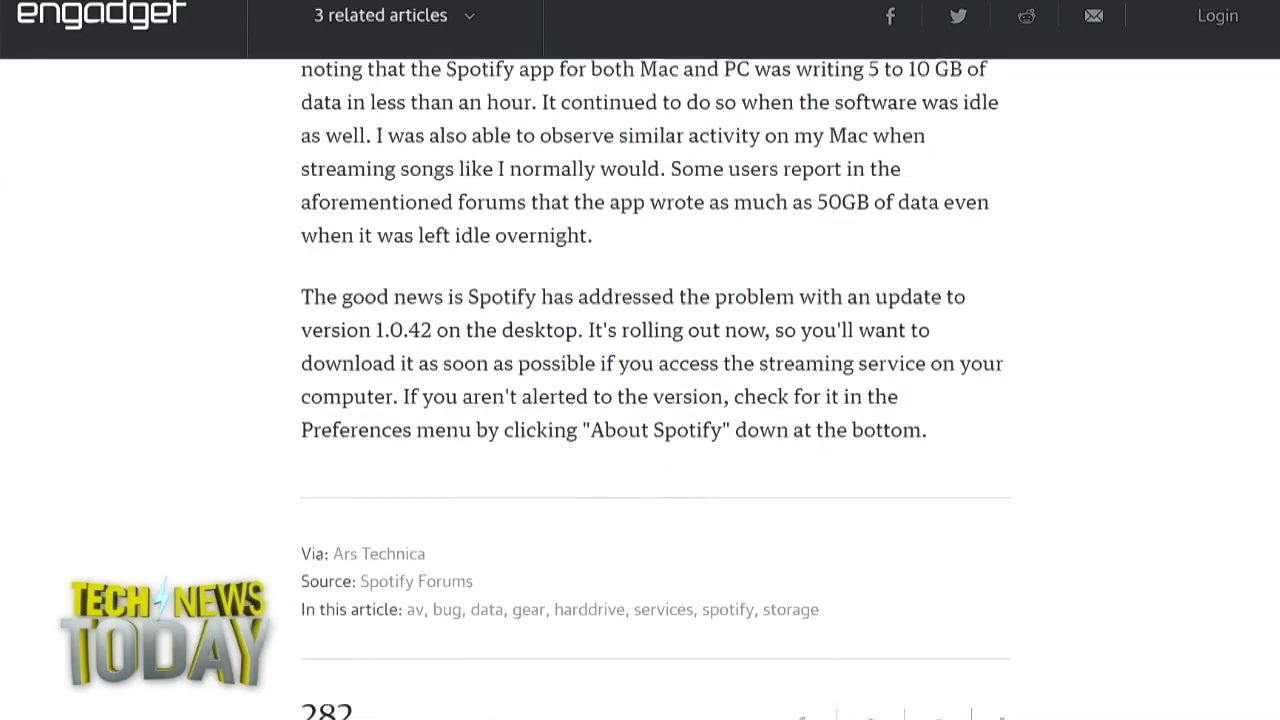 engadget
3 related articles
Login
noting that the Spotify app for both Mac and PC was writing 5 to 10 GB of
data in less than an hour. It continued to do so when the software was idle
as well. I was also able to observe similar activity on my Mac when
streaming songs like I normally would. Some users report in the
aforementioned forums that the app wrote as much as 50GB of data even
when it was left idle overnight.
The good news is Spotify has addressed the problem with an update to
version 1.0.42 on the desktop. It's rolling out now, so you'll want to
download it as soon as possible if you access the streaming service on your
computer. If you aren't alerted to the version, check for it in the
Preferences menu by clicking "About Spotify" down at the bottom.
Via: Ars Technica
Source: Spotify Forums
In this article: av, bug, data, gear, harddrive, services, spotify, storage
TECH NEWS
TODAY
282